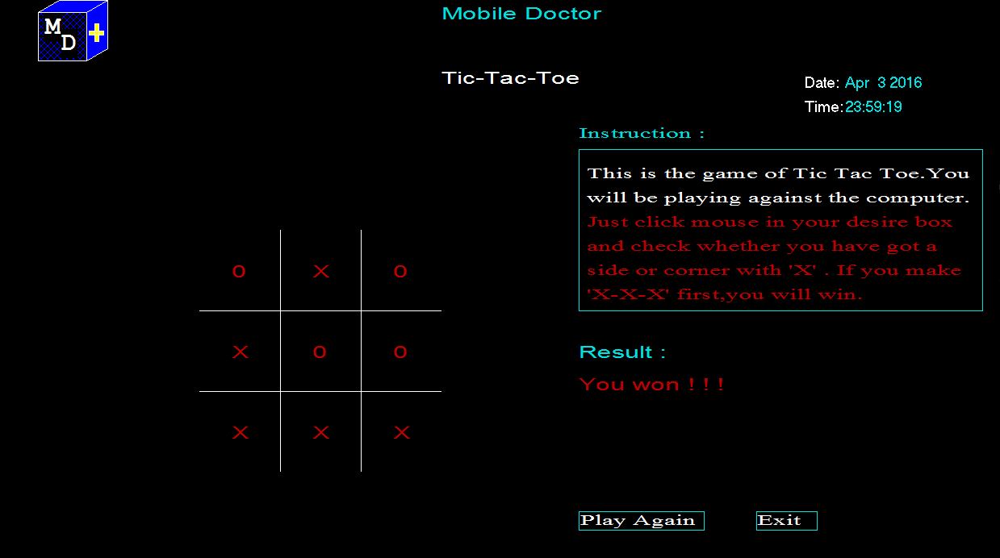 M
D
Mobile Doctor
Tic-Tac-Toe
Date: Apr  3 2016
Time:23:59:19
Instruction :
This is the game of Tic Tac Toe.You
will be playing against the computer.
Just click mouse in your desire box
and check whether you have got a
side or corner with 'X' . If you make
'X-X-X' first,you will win.
O X O
X O O
X X X
Result :
You won ! ! !
Play Again Exit